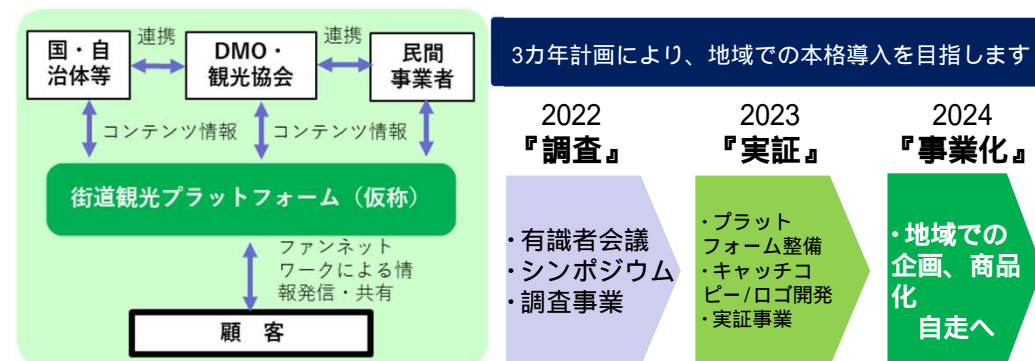 連携
連携
国・自
治体等
DMO・
観光協会
民間
事業者
コンテンツ情報
コンテンツ情報
街道観光プラットフォーム（仮称）
ファンネット
ワークによる情
報発信・共有
顧 客
3カ年計画により、地域での本格導入を目指します
2022
『調査』
・有識者会議
・シンポジウム
・調査事業
2023
『実証』
・プラット
フォーム整備
・キャッチコ
ピー/ロゴ開発
・実証事業
2024
『事業化』
・地域での
企画、商品
化
自走へ